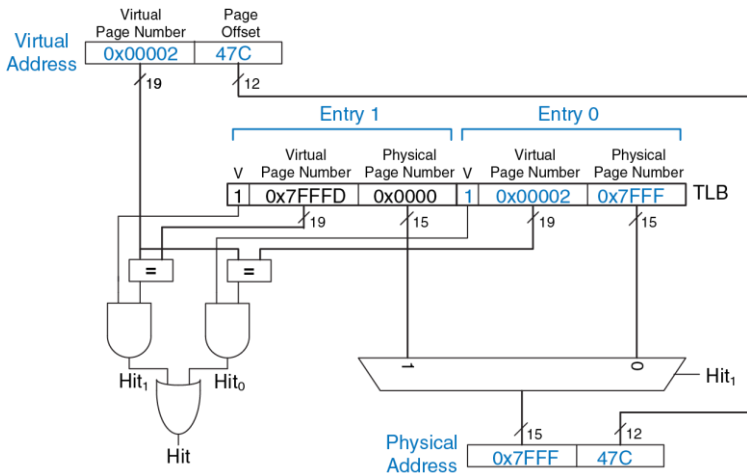 Virtual Page Number
Page Offset
Virtual Address
0x00002 47C
19 12
Entry 1 Entry 0
V Virtual Page Number Physical Page Number V Virtual Page Number Physical Page Number
1 0x7FFFD 0x0000 1 0x00002 0x7FFF TLB
19 15 19 15
= =
1 0
Hit1 Hit0 Hit1
Hit
15 12
Physical Address
0x7FFF 47C